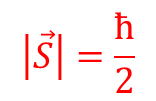 |S⃗| = ħ/2